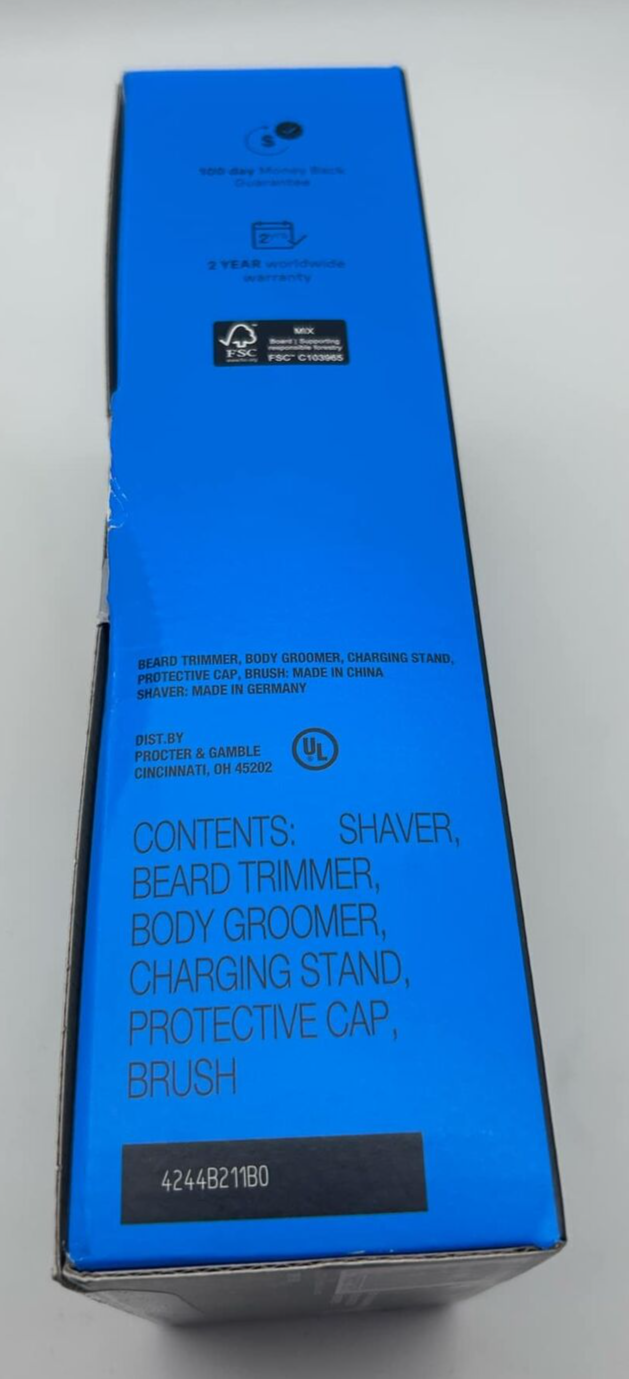 $
100-day Money Back
Guarantee
2 yrs
2 YEAR worldwide
warranty
FSC
MIX
Board | Supporting
responsible forestry
FSC™ C103965
BEARD TRIMMER, BODY GROOMER, CHARGING STAND,
PROTECTIVE CAP, BRUSH: MADE IN CHINA
SHAVER: MADE IN GERMANY
DIST.BY
PROCTER & GAMBLE
CINCINNATI, OH 45202
UL
CONTENTS: SHAVER,
BEARD TRIMMER,
BODY GROOMER,
CHARGING STAND,
PROTECTIVE CAP,
BRUSH
4244B211B0